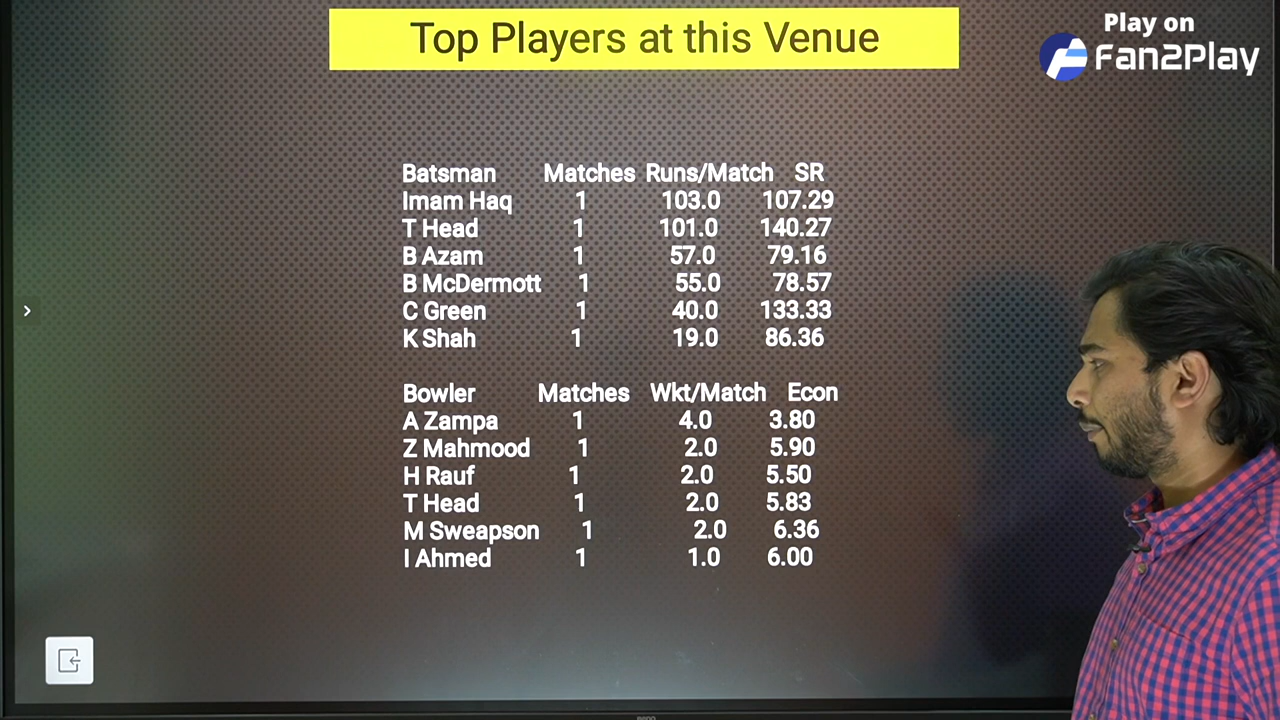 Top Players at this Venue
Play on
Fan2Play
Batsman Matches Runs/Match SR
Imam Haq 1 103.0 107.29
T Head 1 101.0 140.27
B Azam 1 57.0 79.16
B McDermott 1 55.0 78.57
C Green 1 40.0 133.33
K Shah 1 19.0 86.36
Bowler Matches Wkt/Match Econ
A Zampa 1 4.0 3.80
Z Mahmood 1 2.0 5.90
H Rauf 1 2.0 5.50
T Head 1 2.0 5.83
M Sweapson 1 2.0 6.36
I Ahmed 1 1.0 6.00